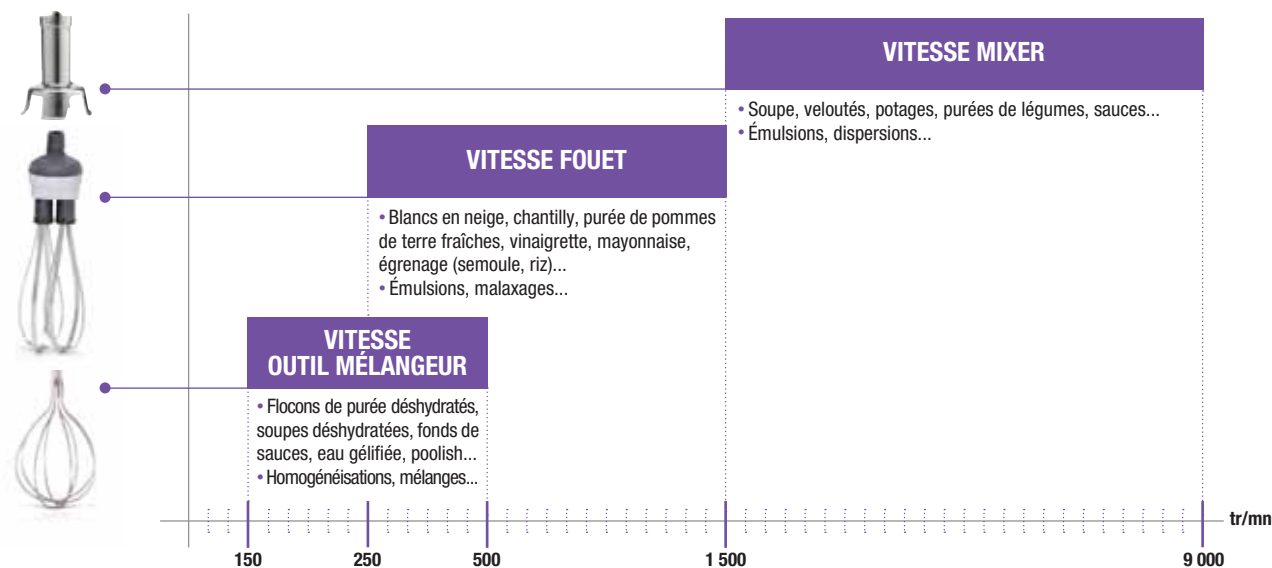 VITESSE MIXER
• Soupe, veloutés, potages, purées de légumes, sauces...
• Émulsions, dispersions...
VITESSE FOUET
• Blancs en neige, chantilly, purée de pommes
de terre fraîches, vinaigrette, mayonnaise,
égrenage (semoule, riz)...
• Émulsions, malaxages...
VITESSE
OUTIL MÉLANGEUR
• Flocons de purée déshydratés,
soupes déshydratées, fonds de
sauces, eau gélifiée, poolish...
• Homogénéisations, mélanges...
tr/mn
150 250 500 1 500 9 000